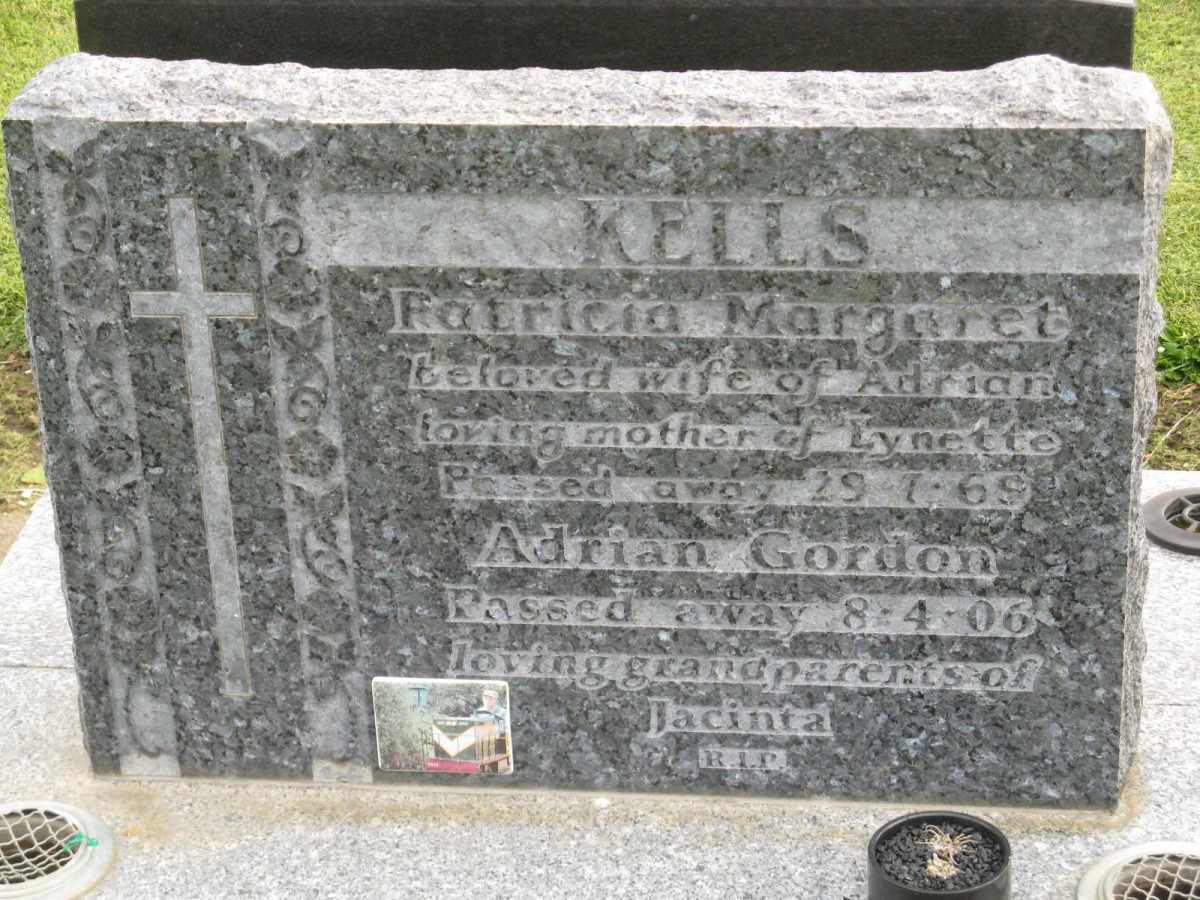 KELLS
Patricia Margaret
beloved wife of Adrian
loving mother of Lynette
Passed away 29·7·69
Adrian Gordon
Passed away 8·4·06
loving grandparents of
Jacinta
R.I.P.